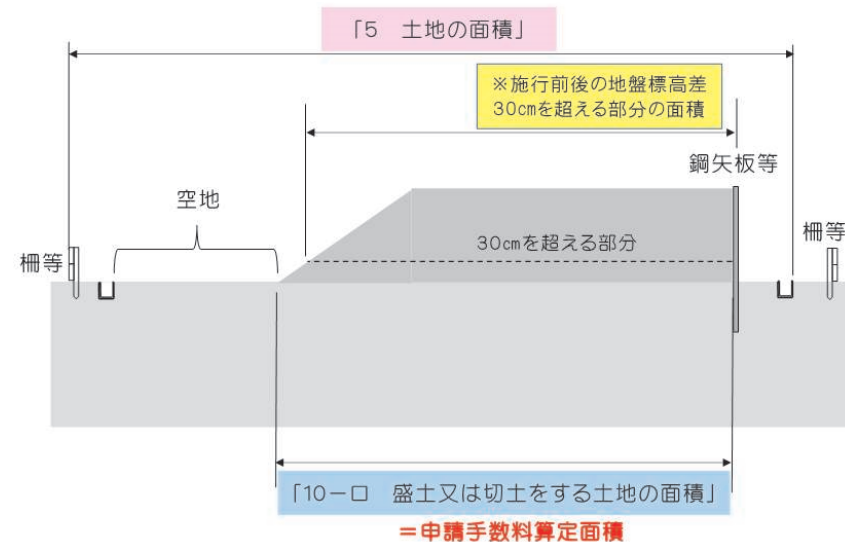 「5　土地の面積」
※施行前後の地盤標高差
30㎝を超える部分の面積
鋼矢板等
空地
柵等
30㎝を超える部分
柵等
「10－ロ　盛土又は切土をする土地の面積」
＝申請手数料算定面積